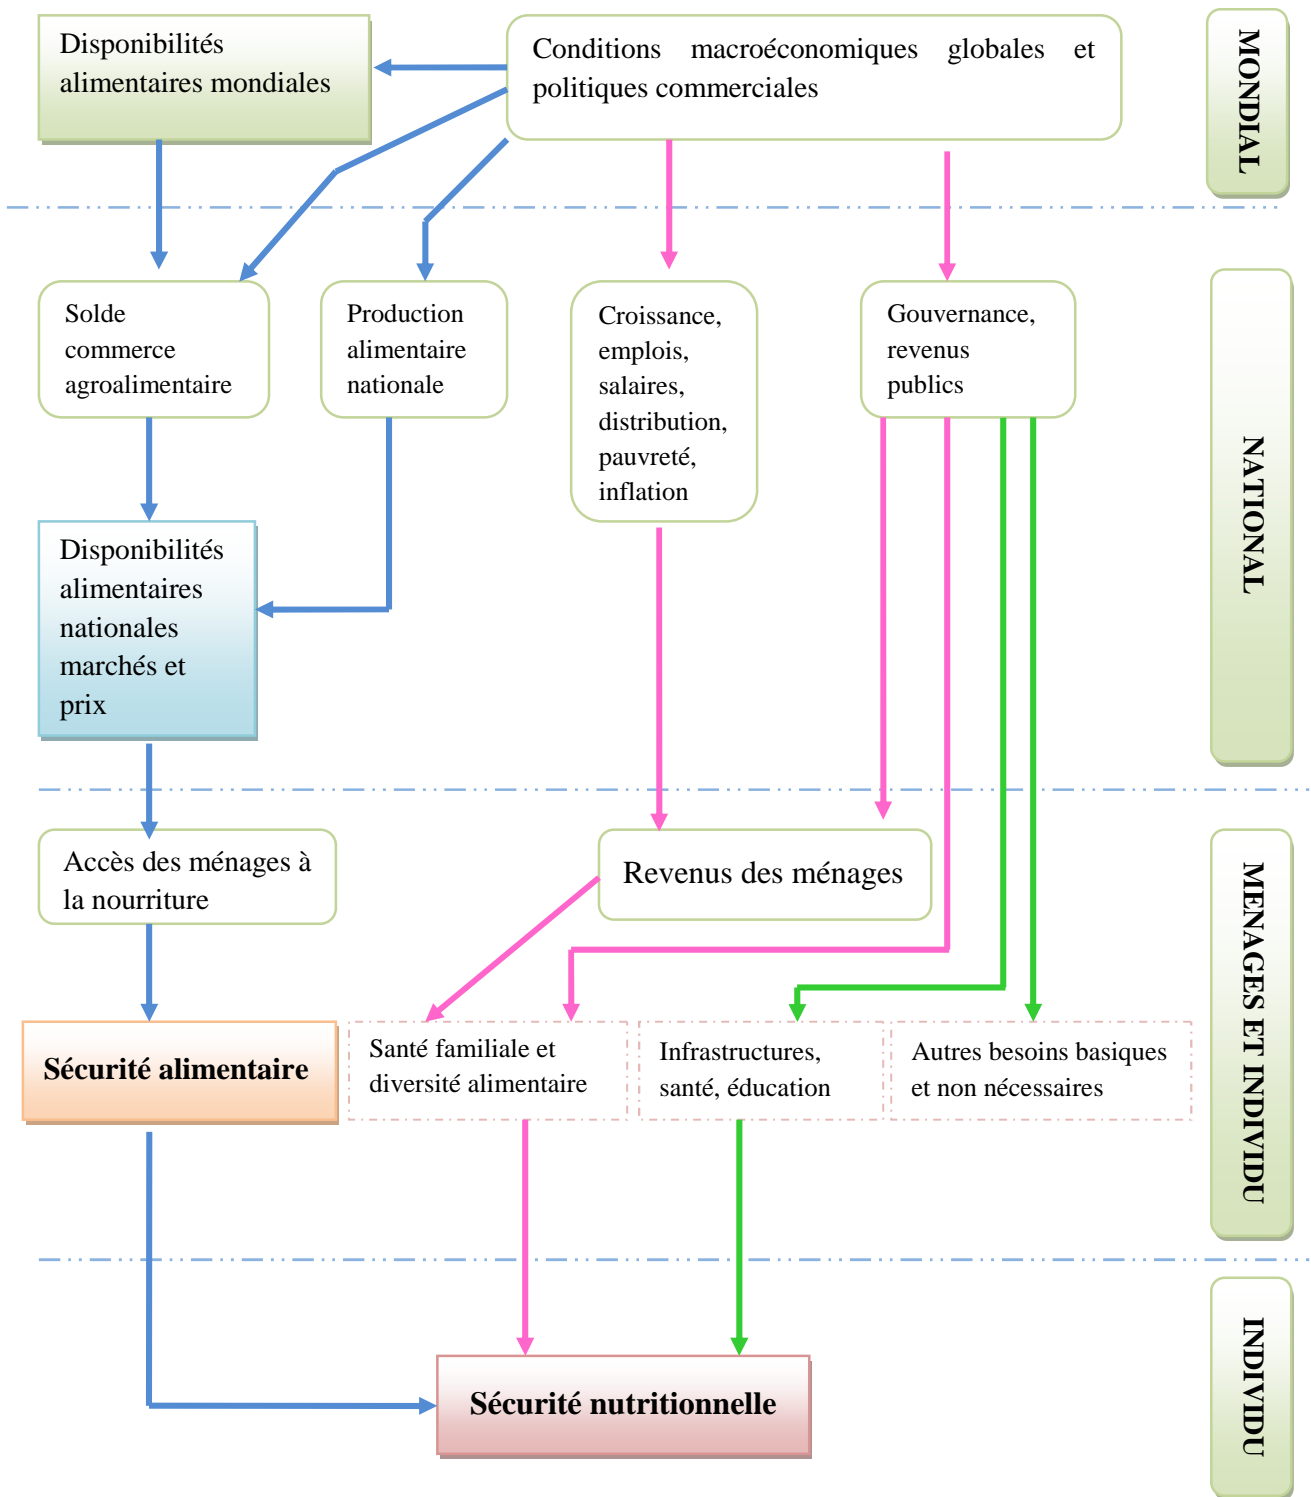 Disponibilités
alimentaires mondiales
Conditions macroéconomiques globales et
politiques commerciales
MONDIAL
Solde
commerce
agroalimentaire
Production
alimentaire
nationale
Croissance,
emplois,
salaires,
distribution,
pauvreté,
inflation
Gouvernance,
revenus
publics
NATIONAL
Disponibilités
alimentaires
nationales
marchés et
prix
Accès des ménages à
la nourriture
Revenus des ménages
MENAGES ET INDIVIDU
Sécurité alimentaire
Santé familiale et
diversité alimentaire
Infrastructures,
santé, éducation
Autres besoins basiques
et non nécessaires
Sécurité nutritionnelle
INDIVIDU